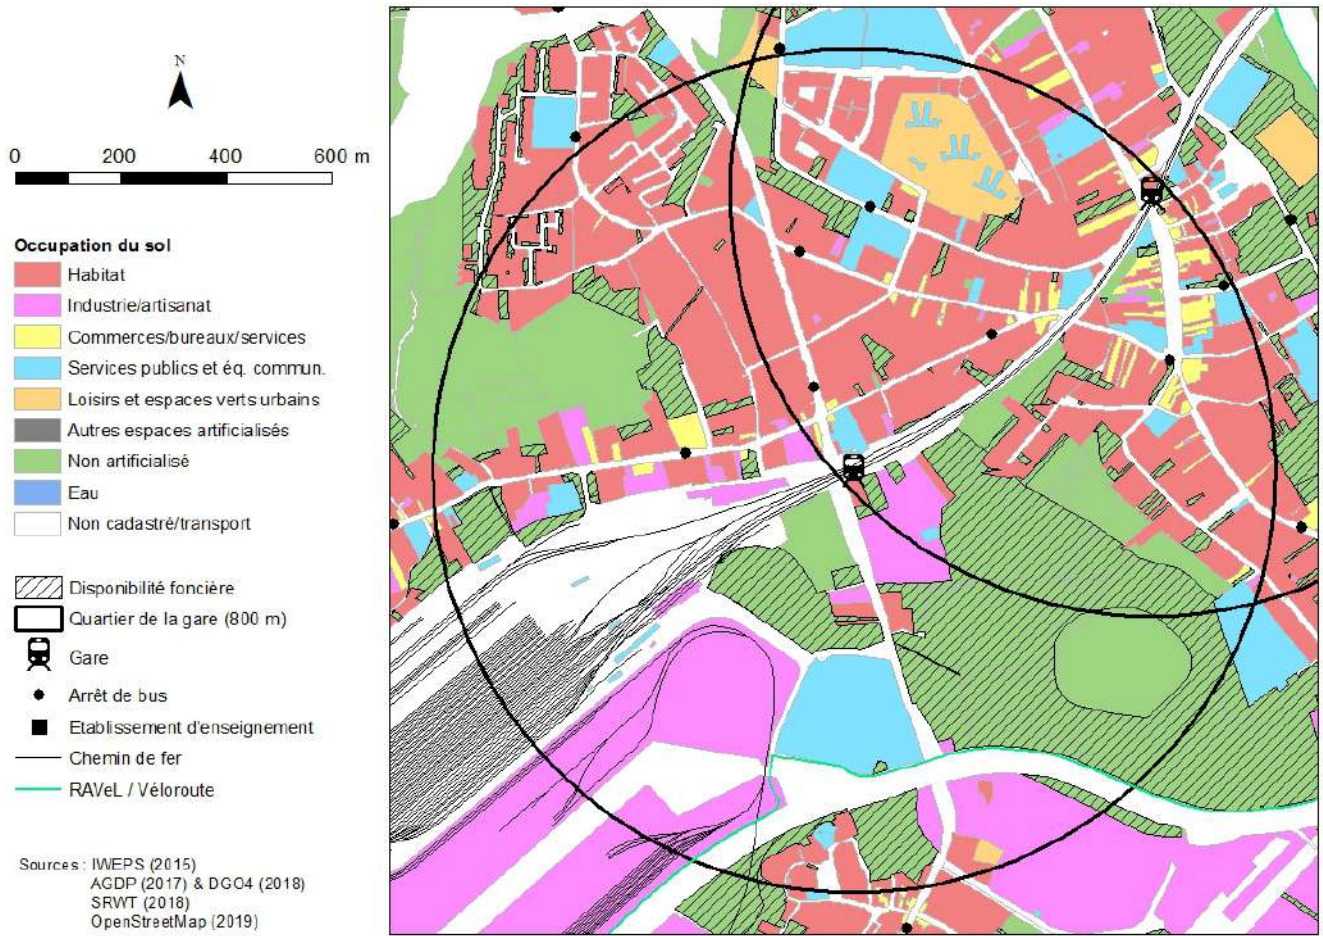 N
0 200 400 600 m
Occupation du sol
Habitat
Industrie/artisanat
Commerces/bureaux/services
Services publics et éq. commun.
Loisirs et espaces verts urbains
Autres espaces artificialisés
Non artificialisé
Eau
Non cadastré/transport
Disponibilité foncière
Quartier de la gare (800 m)
Gare
Arrêt de bus
Etablissement d'enseignement
Chemin de fer
RAVeL / Véloroute
Sources : IWEPS (2015)
AGDP (2017) & DGO4 (2018)
SRWT (2018)
OpenStreetMap (2019)